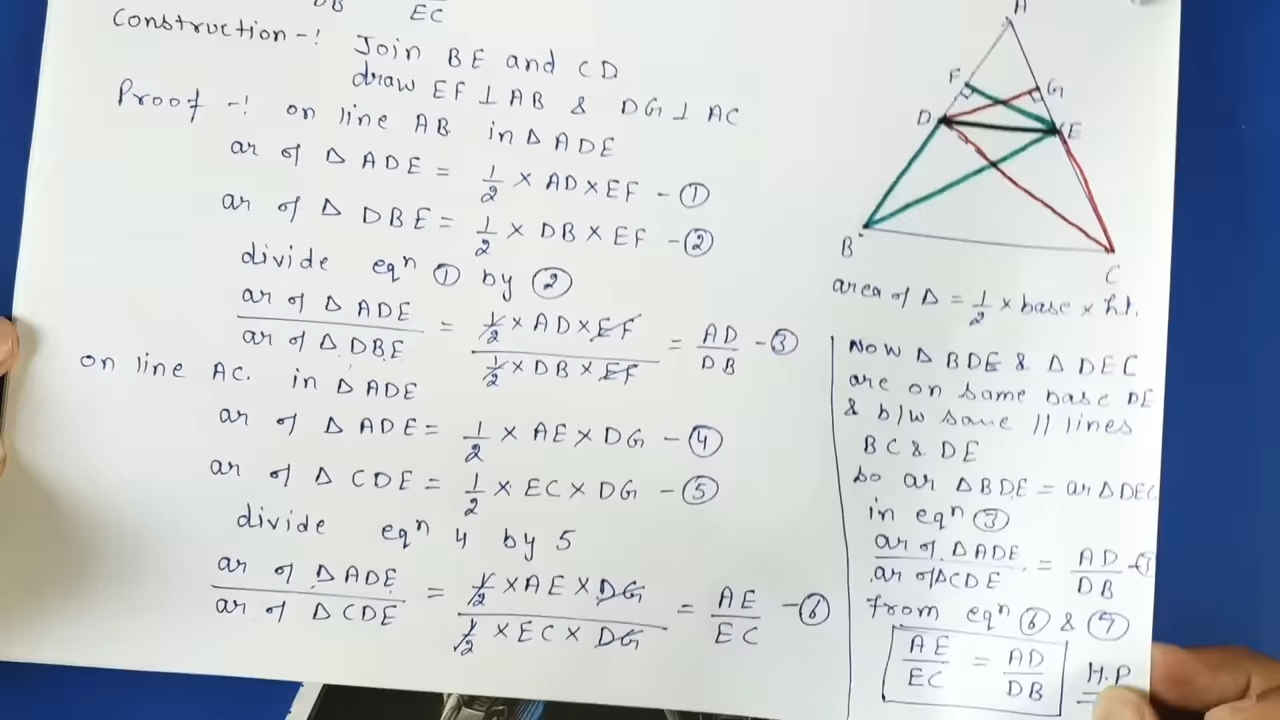 DB EC
Construction -! Join BE and CD
draw EF ⊥ AB & DG ⊥ AC
Proof -! on line AB in △ ADE
ar of △ ADE = 1/2 × AD × EF - ①
ar of △ DBE = 1/2 × DB × EF - ②
divide eqⁿ ① by ②
ar of △ ADE / ar of △ DBE = 1/2 × AD × EF / 1/2 × DB × EF = AD / DB - ③
on line AC. in △ ADE
ar of △ ADE = 1/2 × AE × DG - ④
ar of △ CDE = 1/2 × EC × DG - ⑤
divide eqⁿ 4 by 5
ar of △ ADE / ar of △ CDE = 1/2 × AE × DG / 1/2 × EC × DG = AE / EC - ⑥
A
F
G
D
E
B
C
area of △ = 1/2 × base × ht.
NOW △ BDE & △ DEC
are on same base DE
& b/w same // lines
BC & DE
so ar △BDE = ar △DEC
in eqⁿ ③
ar of △ADE / ar of △CDE = AD / DB -
from eqⁿ ⑥ & ⑦
AE / EC = AD / DB H.P